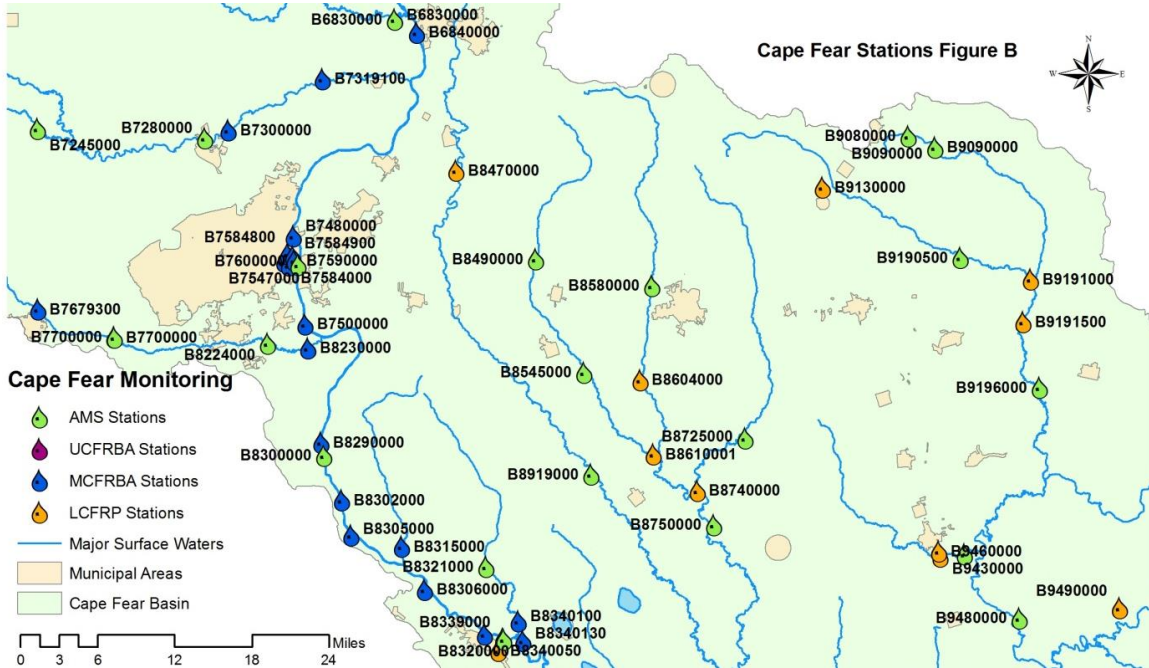 B6830000
B6830000
B6840000
Cape Fear Stations Figure B
N
W E
S
B7319100
B7280000
B7300000
B7245000
B9080000
B9090000
B9090000
B8470000
B9130000
B7480000
B7584800
B7584900
B7600000
B7590000
B7547000
B7584000
B8490000
B9190500
B8580000
B9191000
B7679300
B7500000
B9191500
B7700000
B7700000
B8224000
B8230000
B8545000
B8604000
B9196000
Cape Fear Monitoring
AMS Stations
UCFRBA Stations
MCFRBA Stations
LCFRP Stations
Major Surface Waters
Municipal Areas
Cape Fear Basin
Miles
0 3 6 12 18 24
B8290000
B8300000
B8725000
B8610001
B8919000
B8302000
B8740000
B8305000
B8750000
B8315000
B8321000
B9460000
B9430000
B8306000
B9490000
B8340100
B9480000
B8339000
B8340130
B8320000
B8340050